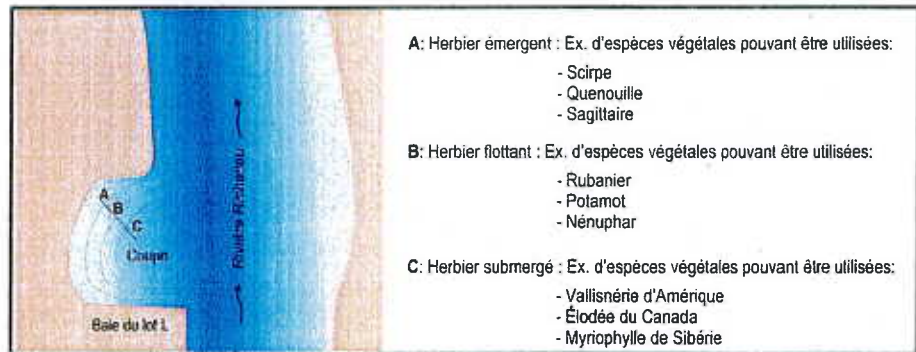 A
B
C
Coupe
Rivière Richelieu
Baie du lot L
A: Herbier émergent : Ex. d'espèces végétales pouvant être utilisées:
- Scirpe
- Quenouille
- Sagittaire
B: Herbier flottant : Ex. d'espèces végétales pouvant être utilisées:
- Rubanier
- Potamot
- Nénuphar
C: Herbier submergé : Ex. d'espèces végétales pouvant être utilisées:
- Vallisnérie d'Amérique
- Élodée du Canada
- Myriophylle de Sibérie